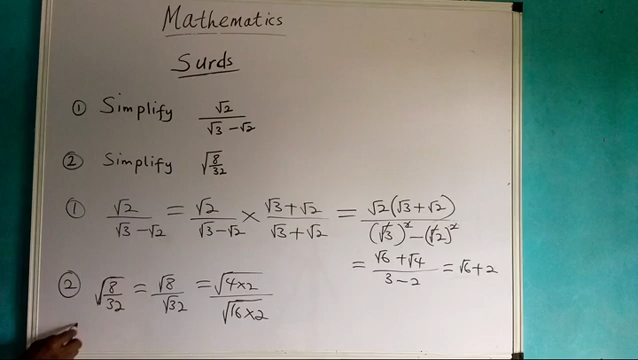 Mathematics
Surds
① Simplify √2/(√3 − √2)
② Simplify √(8/32)
① √2/(√3 − √2) = √2/(√3 − √2) × (√3 + √2)/(√3 + √2) = √2(√3 + √2)/((√3)² − (√2)²)
= (√6 + √4)/(3 − 2) = √6 + 2
② √(8/32) = √8/√32 = √(4×2)/√(16×2)